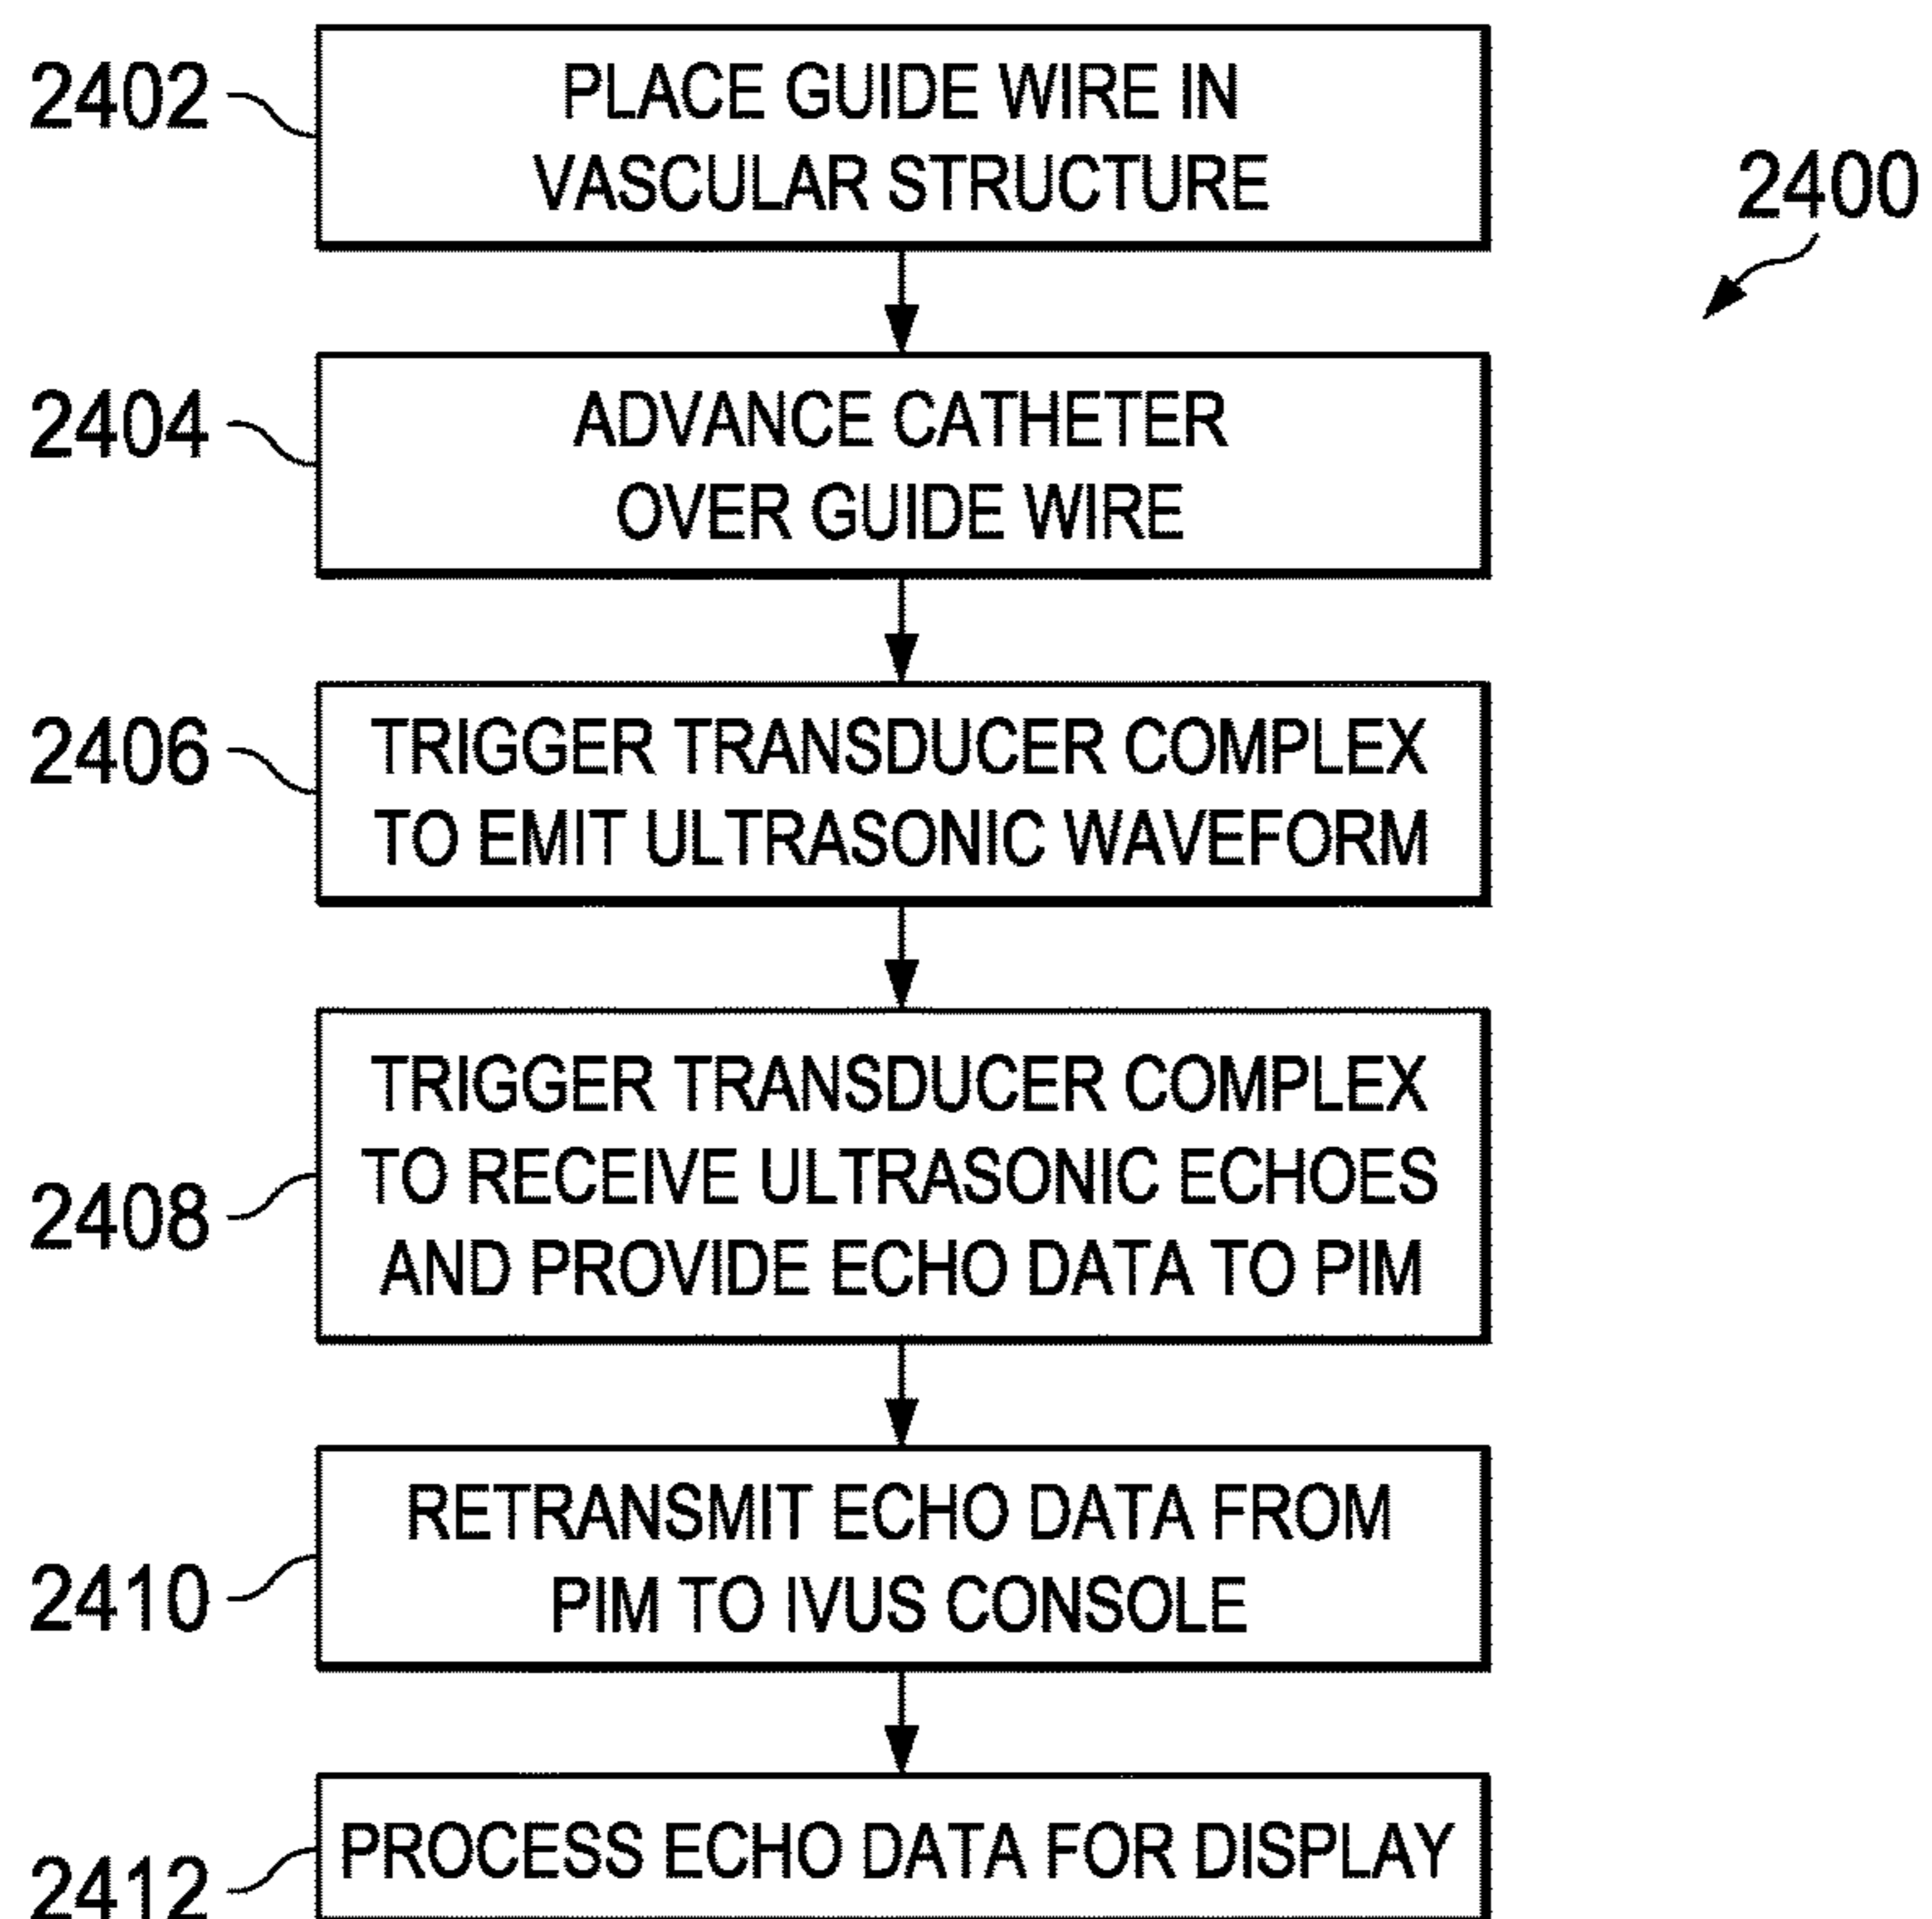 2402
PLACE GUIDE WIRE IN
VASCULAR STRUCTURE
2400
2404
ADVANCE CATHETER
OVER GUIDE WIRE
2406
TRIGGER TRANSDUCER COMPLEX
TO EMIT ULTRASONIC WAVEFORM
2408
TRIGGER TRANSDUCER COMPLEX
TO RECEIVE ULTRASONIC ECHOES
AND PROVIDE ECHO DATA TO PIM
2410
RETRANSMIT ECHO DATA FROM
PIM TO IVUS CONSOLE
2412
PROCESS ECHO DATA FOR DISPLAY